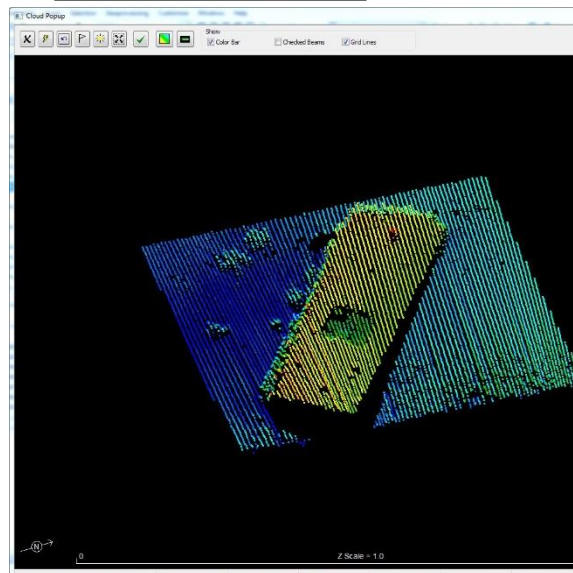 Cloud Popup
Show
Color Bar
Checked Beams
Grid Lines
N
0
Z Scale = 1.0